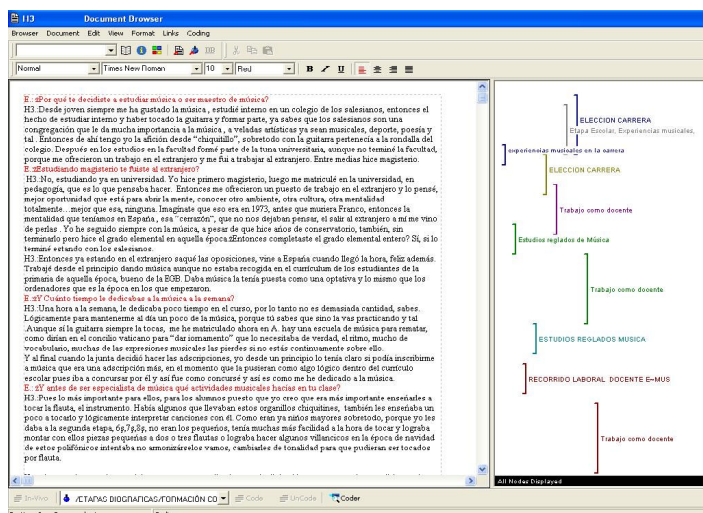 H3 Document Browser
Browser Document Edit View Format Links Coding
Normal Times New Roman 10 Red B I U
E.: ¿Por qué te decidiste a estudiar música o ser maestro de música?
H3.:Desde joven siempre me ha gustado la música , estudié interno en un colegio de los salesianos, entonces el
hecho de estudiar interno y haber tocado la guitarra y formar parte, ya sabes que los salesianos son una
congregación que le da mucha importancia a la música , a veladas artísticas ya sean musicales, deporte, poesía y
tal . Entonces de ahí tengo yo la afición desde "chiquitillo", sobretodo con la guitarra pertenecía a la rondalla del
colegio. Después en los estudios en la facultad formé parte de la tuna universitaria, aunque no terminé la facultad,
porque me ofrecieron un trabajo en el extranjero y me fui a trabajar al extranjero. Entre medias hice magisterio.
E.:¿Estudiando magisterio te fuiste al extranjero?
H3.:No, estudiando ya en universidad. Yo hice primero magisterio, luego me matriculé en la universidad, en
pedagogía, que es lo que pensaba hacer. Entonces me ofrecieron un puesto de trabajo en el extranjero y lo pensé,
mejor oportunidad que está para abrir la mente, conocer otro ambiente, otra cultura, otra mentalidad
totalmente...mejor que esa, ninguna. Imagínate que eso era en 1973, antes que muriera Franco, entonces la
mentalidad que teníamos en España , esa "cerrazón", que no nos dejaban pensar, el salir al extranjero a mí me vino
de perlas . Yo he seguido siempre con la música, a pesar de que hice años de conservatorio, también, sin
terminarlo pero hice el grado elemental en aquella época.¿Entonces completaste el grado elemental entero? Sí, si lo
terminé estando con los salesianos.
H3.:Entonces ya estando en el extranjero saqué las oposiciones, vine a España cuando llegó la hora, feliz además.
Trabajé desde el principio dando música aunque no estaba recogida en el currículum de los estudiantes de la
primaria de aquella época, bueno de la EGB. Daba música la tenía puesta como una optativa y lo mismo que los
ordenadores que es la época en los que empezaron.
E.:¿Y Cuánto tiempo le dedicabas a la música a la semana?
H3.:Una hora a la semana, le dedicaba poco tiempo en el curso, por lo tanto no es demasiada cantidad, sabes.
Lógicamente para mantenerme al día un poco de la música, porque tú sabes que sino la vas practicando y tal
.Aunque si la guitarra siempre la tocas, me he matriculado ahora en A. hay una escuela de música para rematar,
como dirían en el concilio vaticano para "dar iornamento" que lo necesitaba de verdad, el ritmo, mucho de
vocabulario, muchas de las expresiones musicales las pierdes si no estás continuamente sobre ello.
Y al final cuando la junta decidió hacer las adscripciones, yo desde un principio lo tenía claro si podía inscribirme
a música que era una adscripción más, en el momento que la pusieran como algo lógico dentro del currículo
escolar pues iba a concursar por él y así fue como concursé y así es como me he dedicado a la música.
E.: ¿Y antes de ser especialista de música qué actividades musicales hacías en tu clase?
H3.:Pues lo más importante para ellos, para los alumnos puesto que yo creo que era más importante enseñarles a
tocar la flauta, el instrumento. Había algunos que llevaban estos organillos chiquitines, también les enseñaba un
poco a tocarlo y lógicamente interpretar canciones con él. Como eran ya niños mayores sobretodo, porque yo les
daba a la segunda etapa, 6º,7º,8º, no eran los pequeños, tenía muchas más facilidad a la hora de tocar y lograba
montar con ellos piezas pequeñas a dos o tres flautas o lograba hacer algunos villancicos en la época de navidad
de estos polifónicos intentaba no armonizárselos vamos, cambiarles de tonalidad para que pudieran ser tocados
por flauta.
ELECCION CARRERA
Etapa Escolar, Experiencias musicales,
experiencias musicales en la carrera
ELECCION CARRERA
Trabajo como docente
Estudios reglados de Música
Trabajo como docente
ESTUDIOS REGLADOS MUSICA
RECORRIDO LABORAL DOCENTE E-MUS
Trabajo como docente
All Nodes Displayed
In-Vivo /ETAPAS BIOGRAFICAS/FORMACIÓN CO Code UnCode Coder